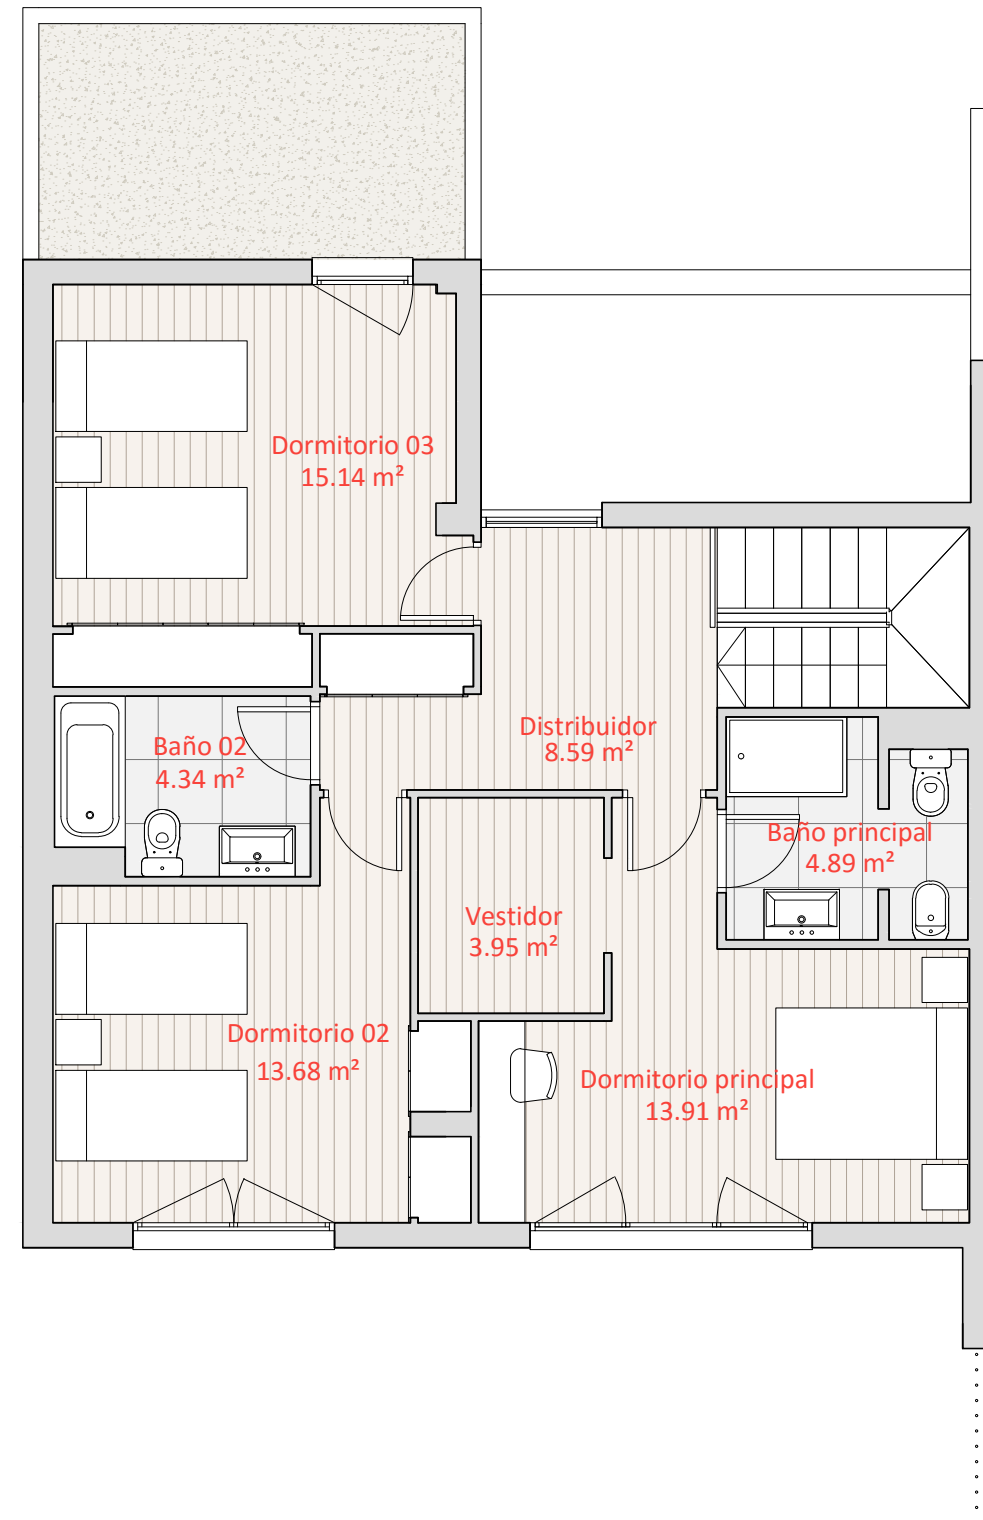 Dormitorio 03
15.14 m²
Distribuidor
8.59 m²
Baño 02
4.34 m²
Baño principal
4.89 m²
Vestidor
3.95 m²
Dormitorio 02
13.68 m²
Dormitorio principal
13.91 m²